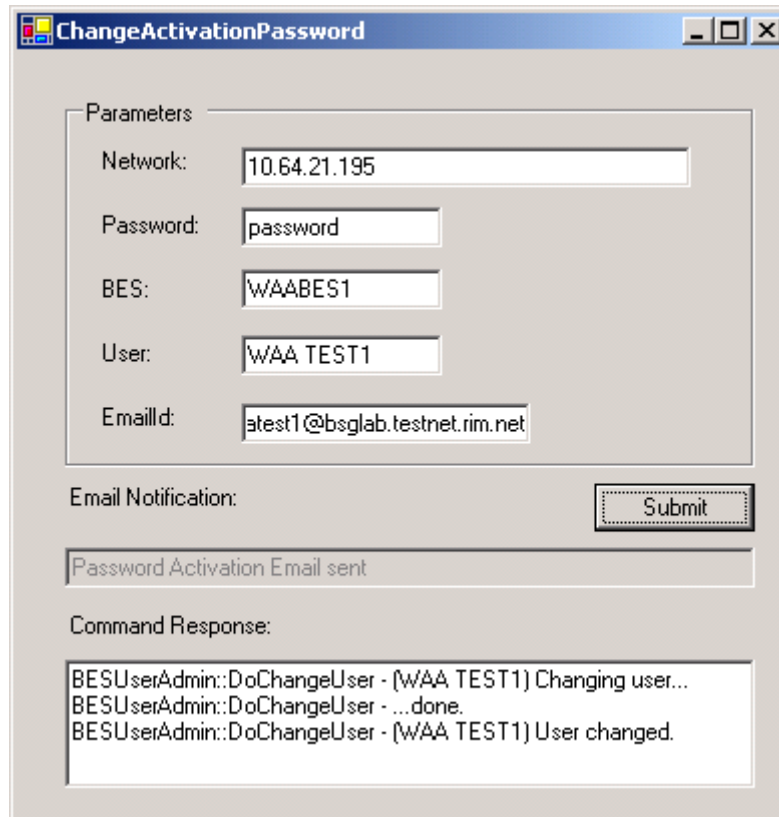 ChangeActivationPassword
Parameters
Network: 10.64.21.195
Password: password
BES: WAABES1
User: WAA TEST1
EmailId: atest1@bsglab.testnet.rim.net
Email Notification:
Submit
Password Activation Email sent
Command Response:
BESUserAdmin::DoChangeUser - (WAA TEST1) Changing user...
BESUserAdmin::DoChangeUser - ...done.
BESUserAdmin::DoChangeUser - (WAA TEST1) User changed.